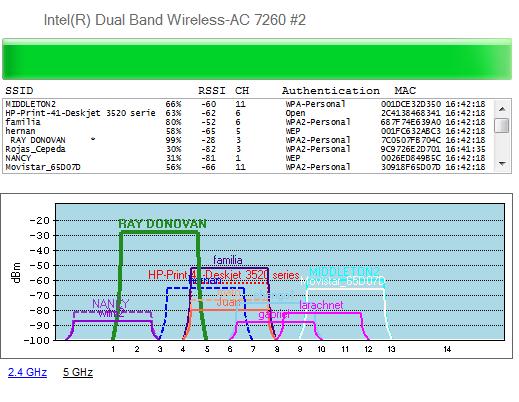 Intel(R) Dual Band Wireless-AC 7260 #2
SSID RSSI CH Authentication MAC
MIDDLETON2 66% -60 11 WPA-Personal 001DCE32D350 16:42:18
HP-Print-41-Deskjet 3520 serie 63% -62 6 Open 2C4138468341 16:42:18
familia 80% -52 6 WPA2-Personal 687F74E639A0 16:42:18
hernan 58% -65 5 WEP 001FC632ABC3 16:42:18
RAY DONOVAN * 99% -28 3 WPA2-Personal 7C0507FB704C 16:42:18
Rojas_Cepeda 30% -82 3 WPA2-Personal 9C9726E2D701 16:41:35
NANCY 31% -81 1 WEP 0026ED849B5C 16:42:18
Movistar_65D07D 56% -66 11 WPA2-Personal 30918F65D07D 16:42:18
RAY DONOVAN
-20
-30
-40
familia
-50
HP-Print-41-Deskjet 3520 series
MIDDLETON2
-60
hernan
Movistar_65D07D
-70
NANCY
Juan
larachnet
-80
gabriel
-90
-100
dBm
2 3 4 5 6 7 8 9 10 11 12 13 14
2.4 GHz 5 GHz